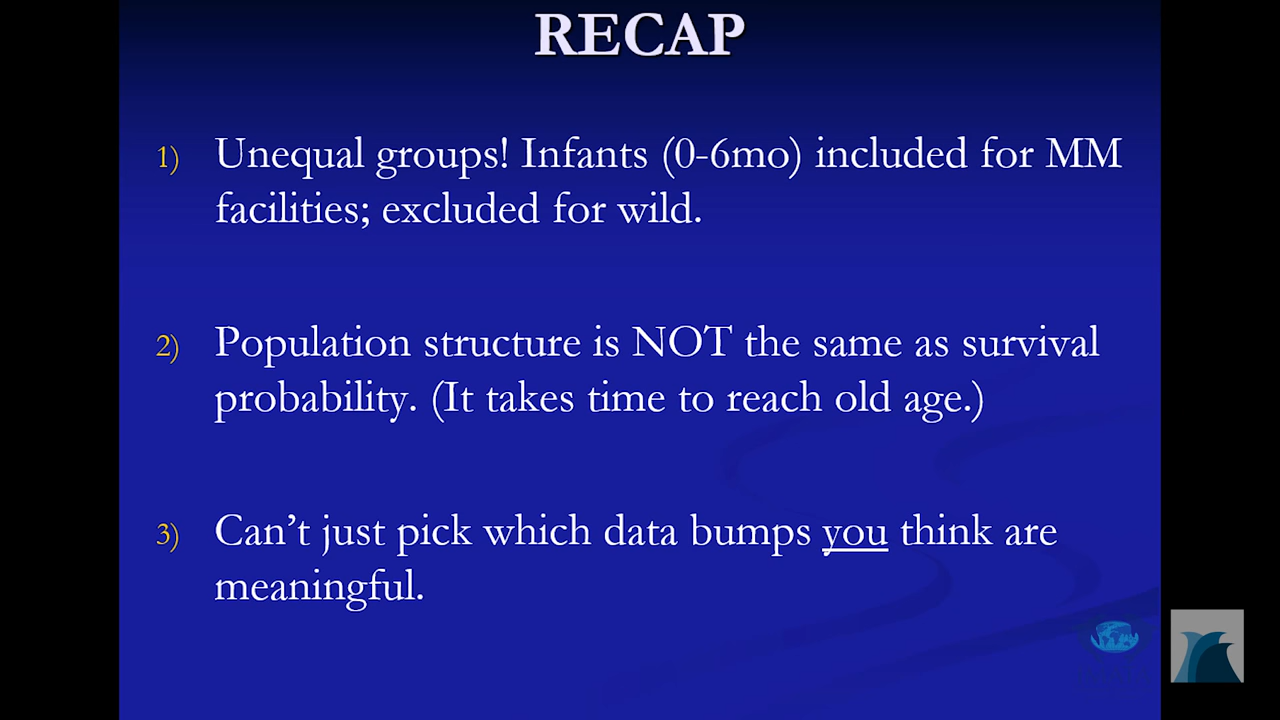 RECAP
1) Unequal groups! Infants (0-6mo) included for MM
facilities; excluded for wild.
2) Population structure is NOT the same as survival
probability. (It takes time to reach old age.)
3) Can’t just pick which data bumps you think are
meaningful.